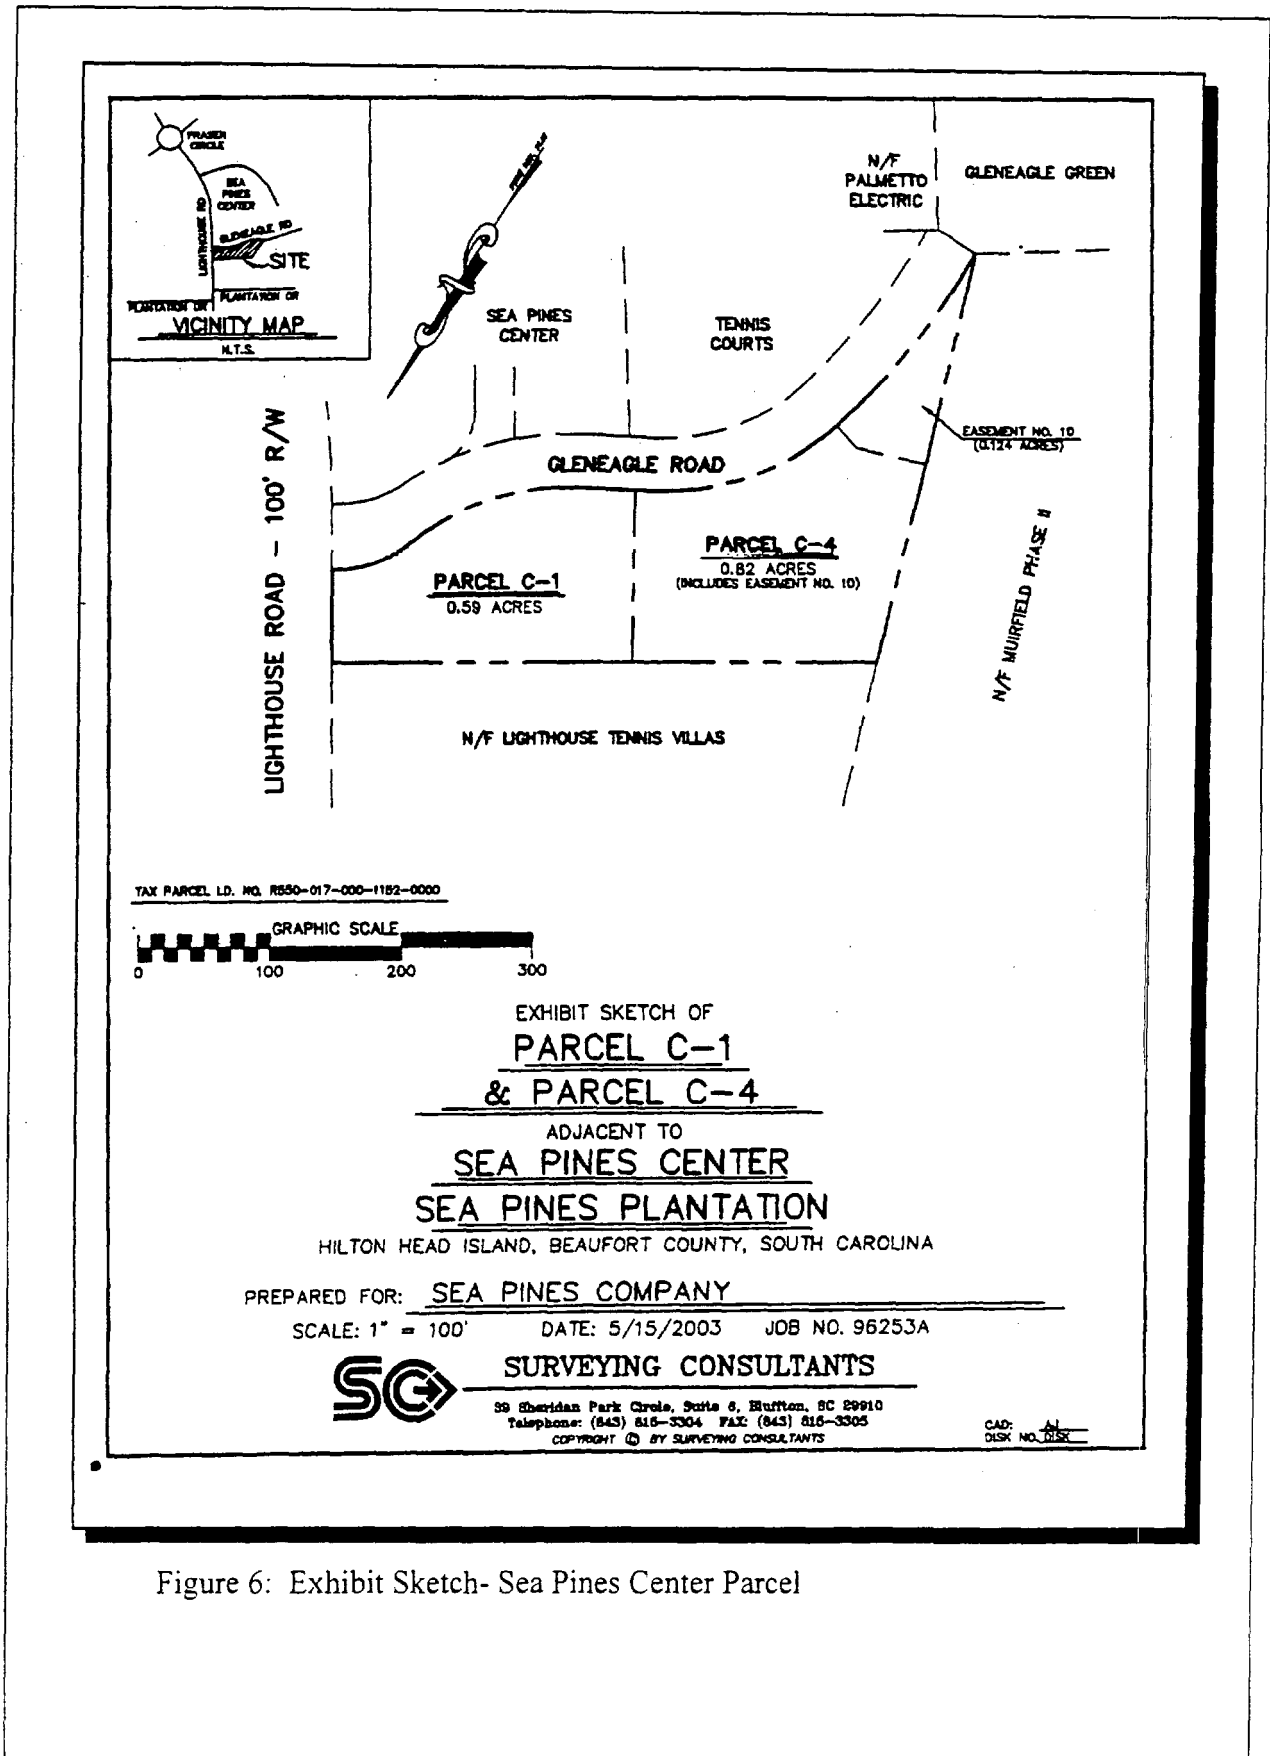 FRASER
CIRCLE
SEA
PINES
CENTER
LIGHTHOUSE RD
GLENEAGLE RD
SITE
PLANTATION DR
PLANTATION DR
VICINITY MAP
N.T.S.
N/F
PALMETTO
ELECTRIC
GLENEAGLE GREEN
SEA PINES
CENTER
TENNIS
COURTS
EASEMENT NO. 10
(0.124 ACRES)
LIGHTHOUSE ROAD - 100' R/W
GLENEAGLE ROAD
PARCEL C-4
0.82 ACRES
(INCLUDES EASEMENT NO. 10)
PARCEL C-1
0.59 ACRES
N/F MUIRFIELD PHASE II
N/F LIGHTHOUSE TENNIS VILLAS
TAX PARCEL I.D. NO. R550-017-000-1152-0000
GRAPHIC SCALE
0 100 200 300
EXHIBIT SKETCH OF
PARCEL C-1
& PARCEL C-4
ADJACENT TO
SEA PINES CENTER
SEA PINES PLANTATION
HILTON HEAD ISLAND, BEAUFORT COUNTY, SOUTH CAROLINA
PREPARED FOR: SEA PINES COMPANY
SCALE: 1" = 100' DATE: 5/15/2003 JOB NO. 96253A
SC SURVEYING CONSULTANTS
39 Sheridan Park Circle, Suite 6, Bluffton, SC 29910
Telephone: (843) 815-3304 FAX: (843) 815-3305
COPYRIGHT © BY SURVEYING CONSULTANTS
CAD: AJ
DISK NO. DISK
Figure 6: Exhibit Sketch- Sea Pines Center Parcel